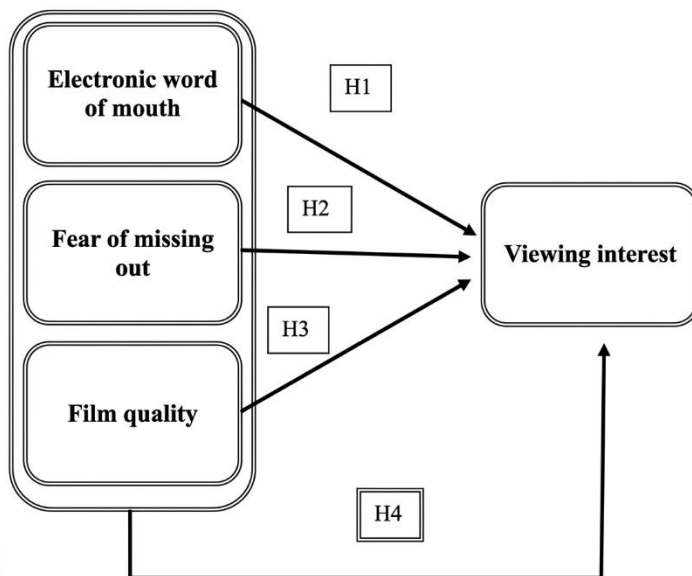 Electronic word
of mouth
H1
H2
Fear of missing
out
Viewing interest
H3
Film quality
H4